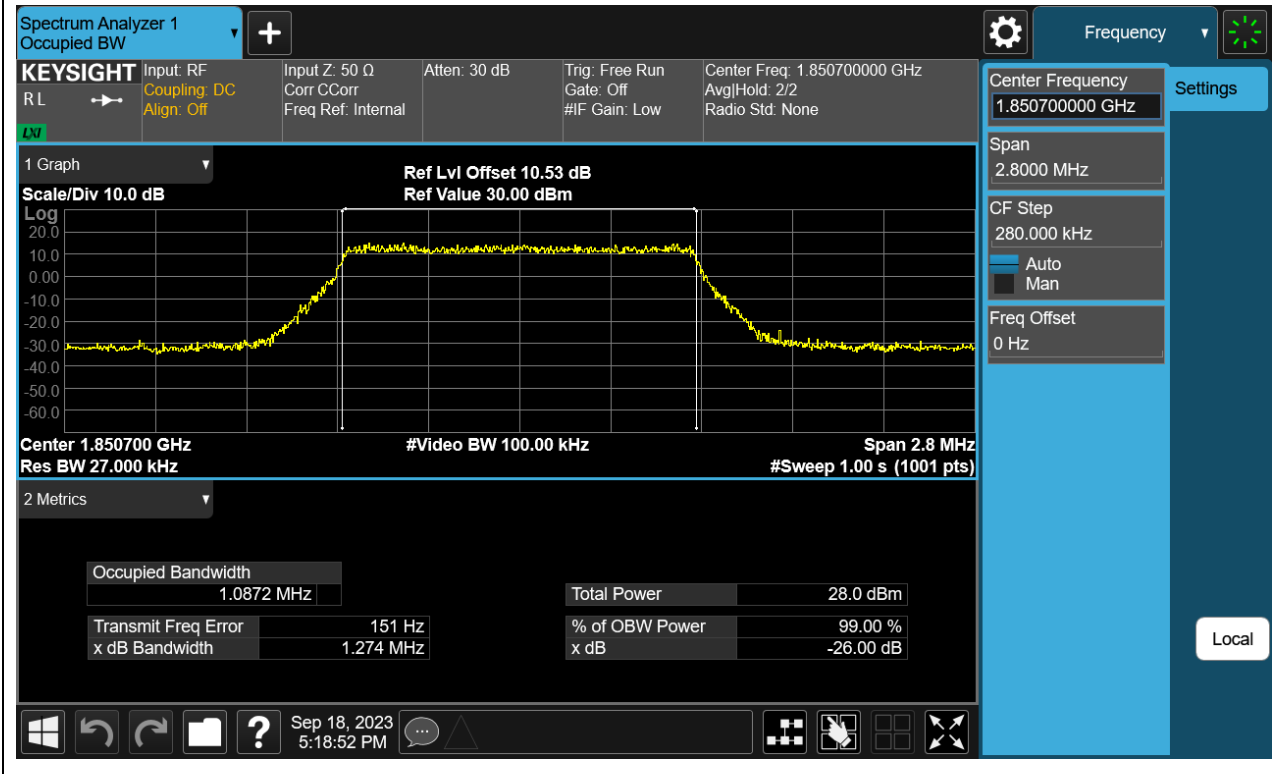 Spectrum Analyzer 1
Occupied BW
Frequency
KEYSIGHT
R L
LXI
Input: RF
Coupling: DC
Align: Off
Input Z: 50 Ω
Corr CCorr
Freq Ref: Internal
Atten: 30 dB
Trig: Free Run
Gate: Off
#IF Gain: Low
Center Freq: 1.850700000 GHz
Avg|Hold: 2/2
Radio Std: None
1 Graph
Scale/Div 10.0 dB
Ref Lvl Offset 10.53 dB
Ref Value 30.00 dBm
Log
20.0
10.0
0.00
-10.0
-20.0
-30.0
-40.0
-50.0
-60.0
Center 1.850700 GHz
#Video BW 100.00 kHz
Span 2.8 MHz
Res BW 27.000 kHz
#Sweep 1.00 s (1001 pts)
2 Metrics
Occupied Bandwidth
1.0872 MHz
Total Power 28.0 dBm
Transmit Freq Error 151 Hz
% of OBW Power 99.00 %
x dB Bandwidth 1.274 MHz
x dB -26.00 dB
Center Frequency
1.850700000 GHz
Settings
Span
2.8000 MHz
CF Step
280.000 kHz
Auto
Man
Freq Offset
0 Hz
Local
?
Sep 18, 2023
5:18:52 PM